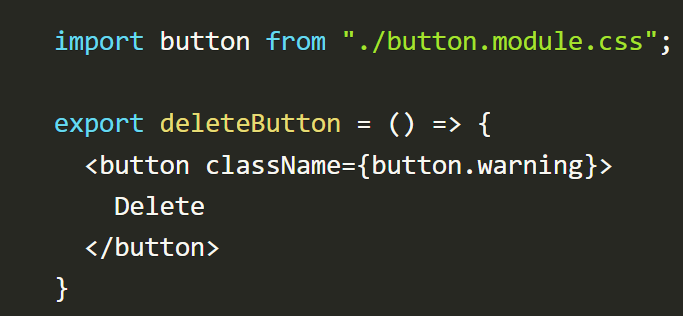 import button from "./button.module.css";
export deleteButton = () => {
<button className={button.warning}>
Delete
</button>
}